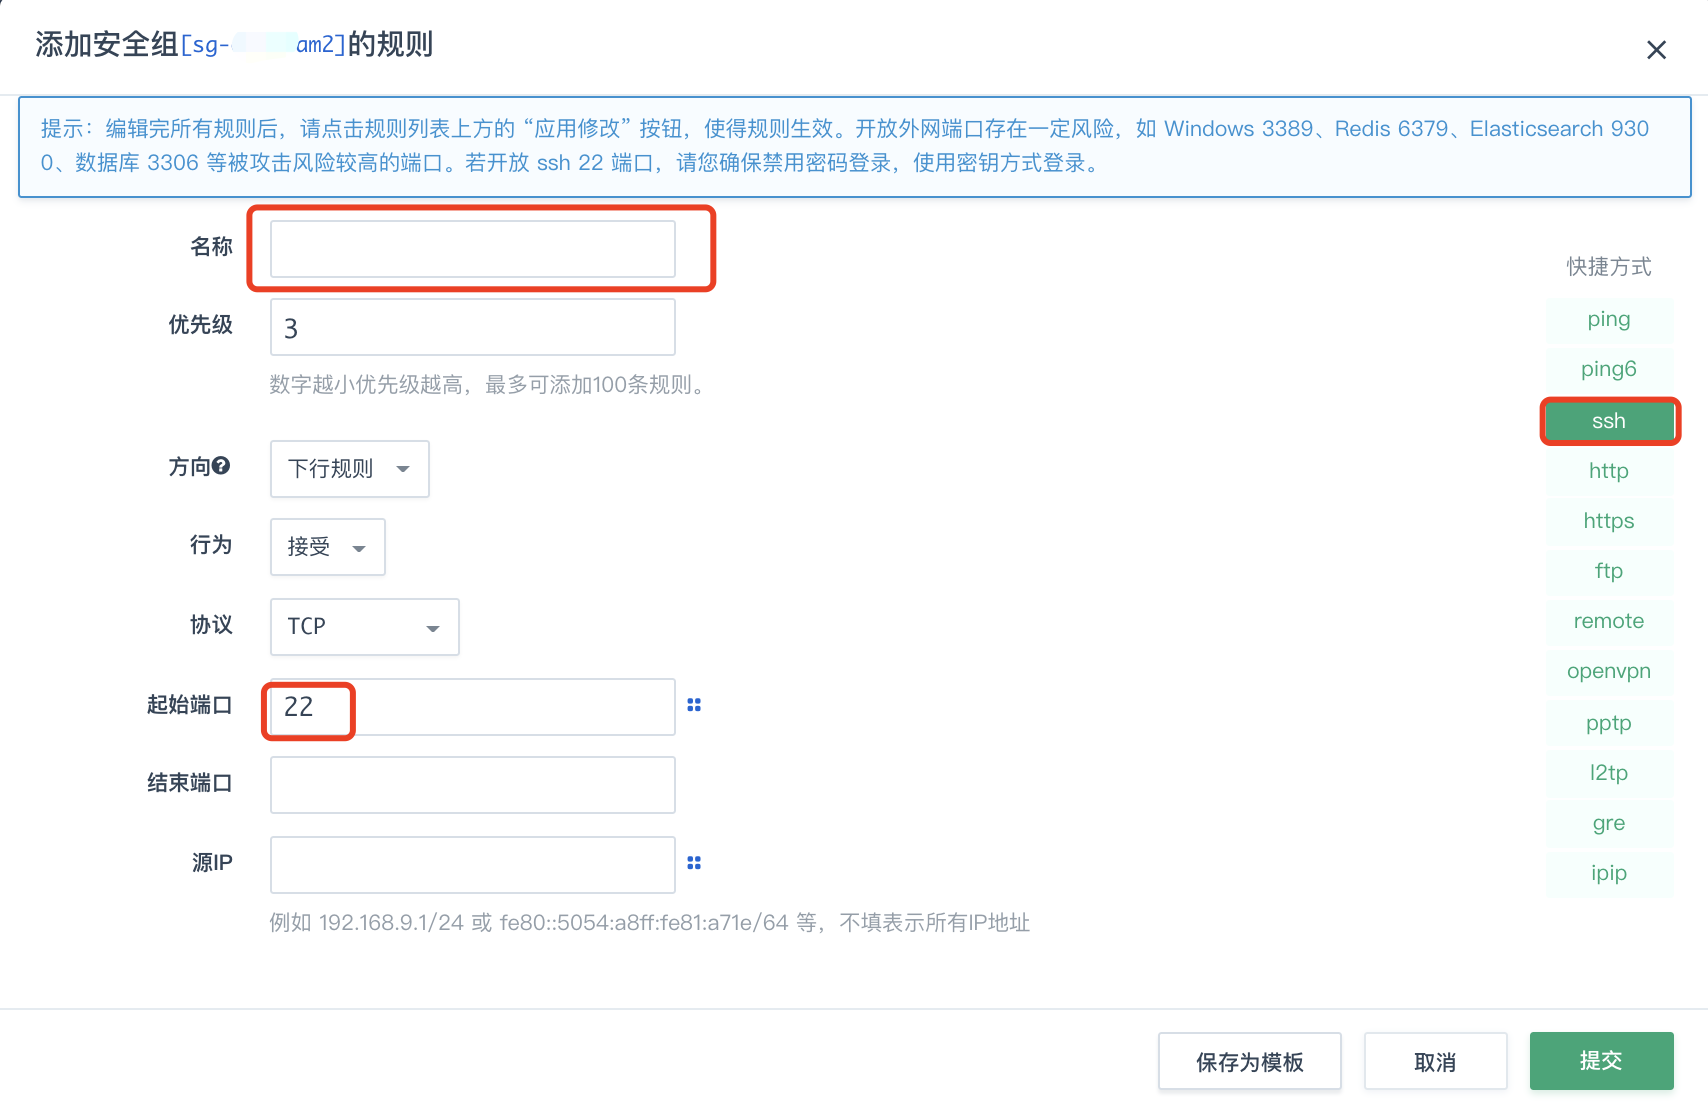 添加安全组[sg- am2]的规则
提示：编辑完所有规则后，请点击规则列表上方的 “应用修改” 按钮，使得规则生效。开放外网端口存在一定风险，如 Windows 3389、Redis 6379、Elasticsearch 930
0、数据库 3306 等被攻击风险较高的端口。若开放 ssh 22 端口，请您确保禁用密码登录，使用密钥方式登录。
名称
优先级
3
数字越小优先级越高，最多可添加100条规则。
方向
下行规则
行为
接受
协议
TCP
起始端口
22
结束端口
源IP
例如 192.168.9.1/24 或 fe80::5054:a8ff:fe81:a71e/64 等，不填表示所有IP地址
快捷方式
ping
ping6
ssh
http
https
ftp
remote
openvpn
pptp
l2tp
gre
ipip
保存为模板
取消
提交